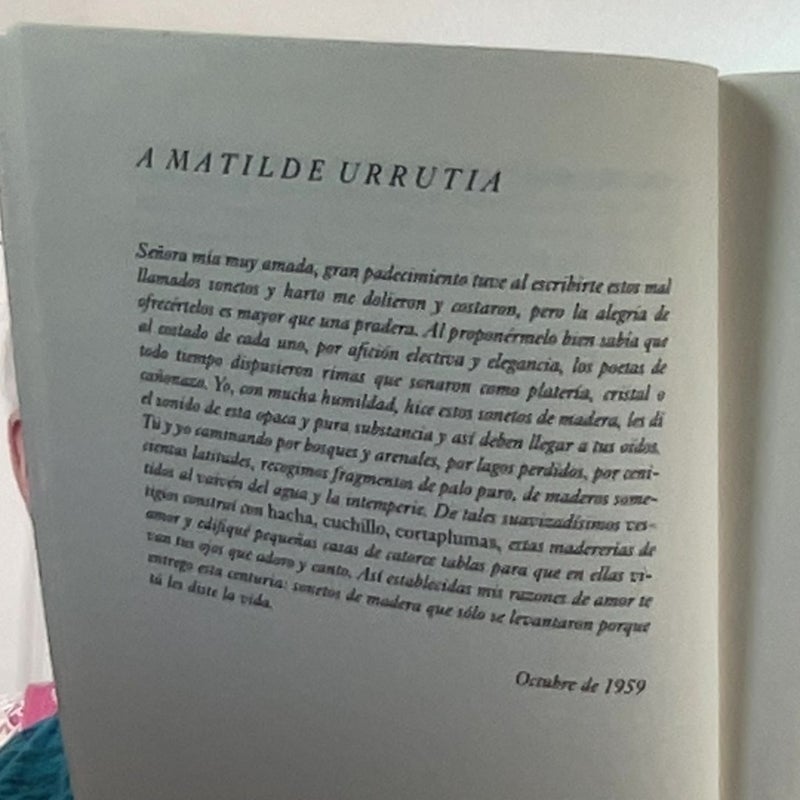 A MATILDE URRUTIA
Señora mía muy amada, gran padecimiento tuve al escribirte estos mal
llamados sonetos y harto me dolieron y costaron, pero la alegría de
ofrecértelos es mayor que una pradera. Al proponérmelo bien sabía que
al costado de cada uno, por afición electiva y elegancia, los poetas de
todo tiempo dispusieron rimas que sonaron como platería, cristal o
cañonazo. Yo, con mucha humildad, hice estos sonetos de madera, les di
el sonido de esta opaca y pura substancia y así deben llegar a tus oídos.
Tú y yo caminando por bosques y arenales, por lagos perdidos, por ceni-
cientas latitudes, recogimos fragmentos de palo puro, de maderos some-
tidos al vaivén del agua y la intemperie. De tales suavizadísimos ves-
tigios construí con hacha, cuchillo, cortaplumas, estas madererías de
amor y edifiqué pequeñas casas de catorce tablas para que en ellas vi-
van tus ojos que adoro y canto. Así establecidas mis razones de amor te
entrego esta centuria: sonetos de madera que sólo se levantaron porque
tú les diste la vida.
Octubre de 1959